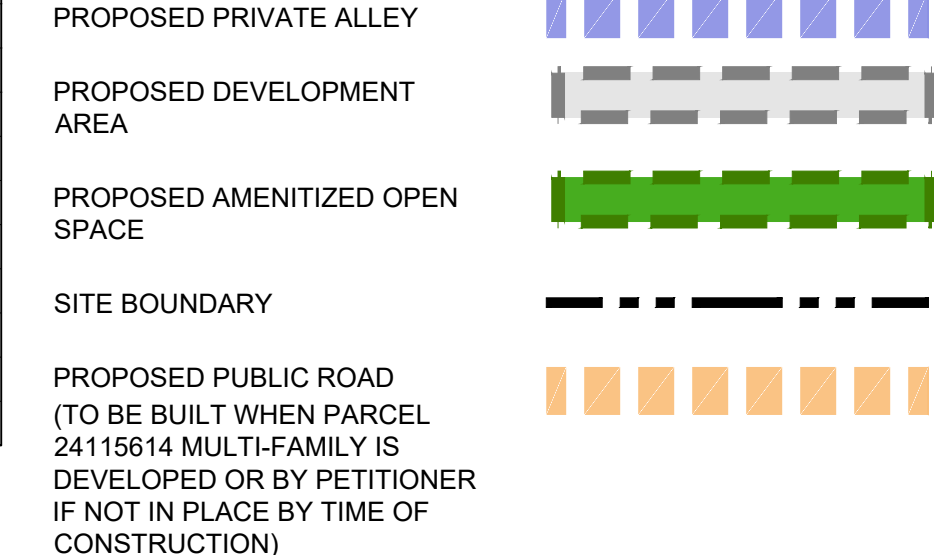 PROPOSED PRIVATE ALLEY
PROPOSED DEVELOPMENT
AREA
PROPOSED AMENITIZED OPEN
SPACE
SITE BOUNDARY
PROPOSED PUBLIC ROAD
(TO BE BUILT WHEN PARCEL
24115614 MULTI-FAMILY IS
DEVELOPED OR BY PETITIONER
IF NOT IN PLACE BY TIME OF
CONSTRUCTION)